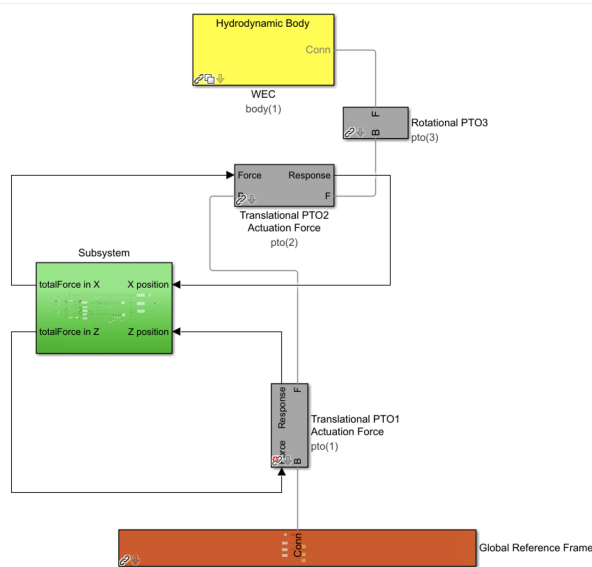 Hydrodynamic Body
Conn
WEC
body(1)
F
B
Rotational PTO3
pto(3)
Force
Response
F
Translational PTO2
Actuation Force
pto(2)
Subsystem
totalForce in X
X position
totalForce in Z
Z position
Response
F
B
Translational PTO1
Actuation Force
pto(1)
Conn
Global Reference Frame